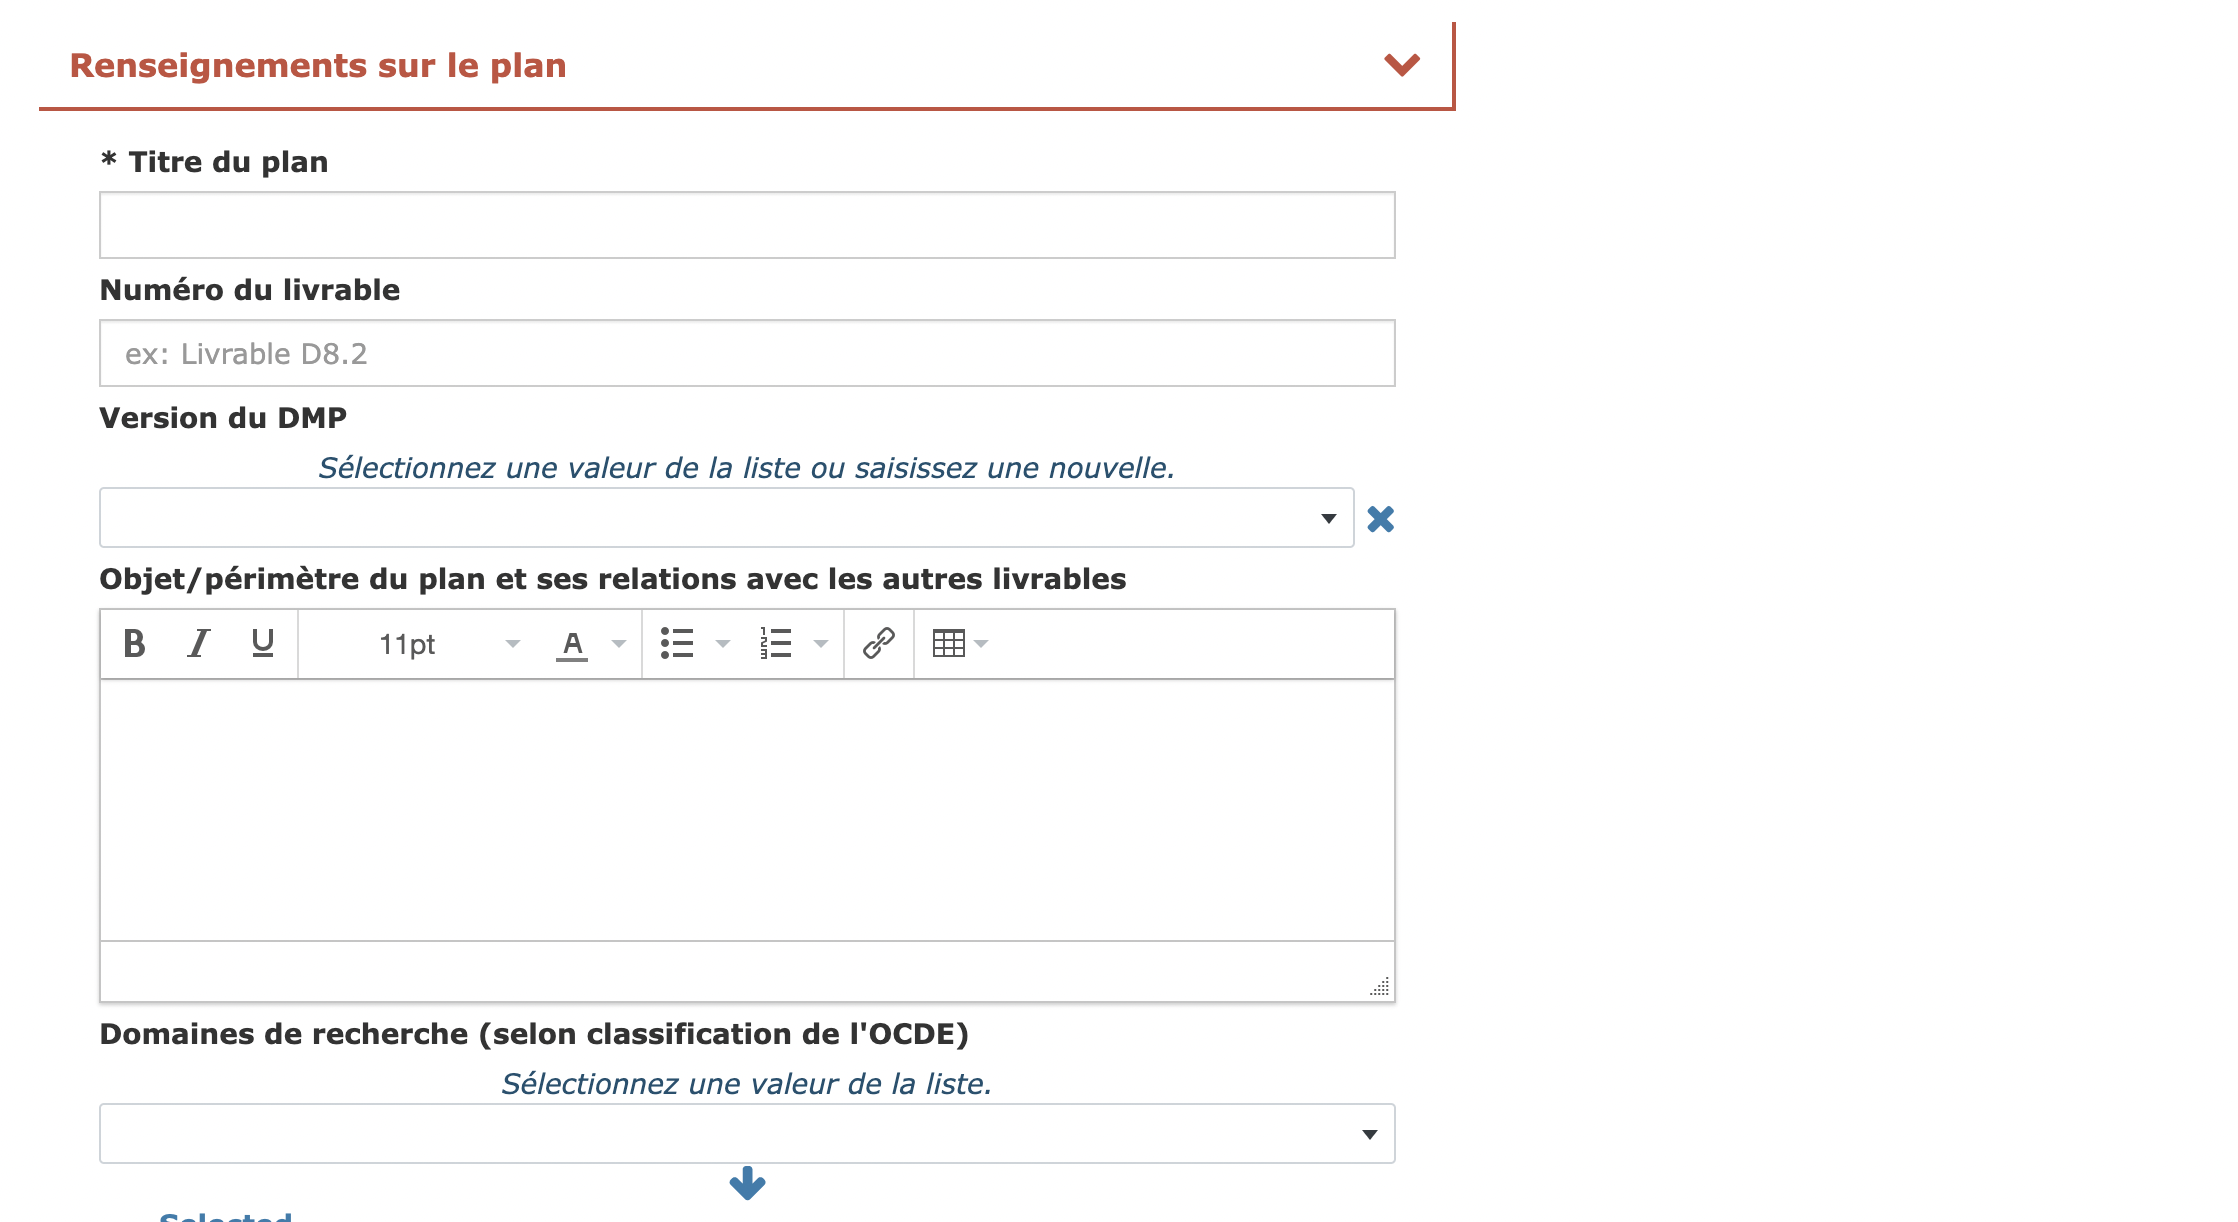 Renseignements sur le plan
* Titre du plan
Numéro du livrable
ex: Livrable D8.2
Version du DMP
Sélectionnez une valeur de la liste ou saisissez une nouvelle.
Objet/périmètre du plan et ses relations avec les autres livrables
B I U 11pt A
Domaines de recherche (selon classification de l'OCDE)
Sélectionnez une valeur de la liste.
Selected